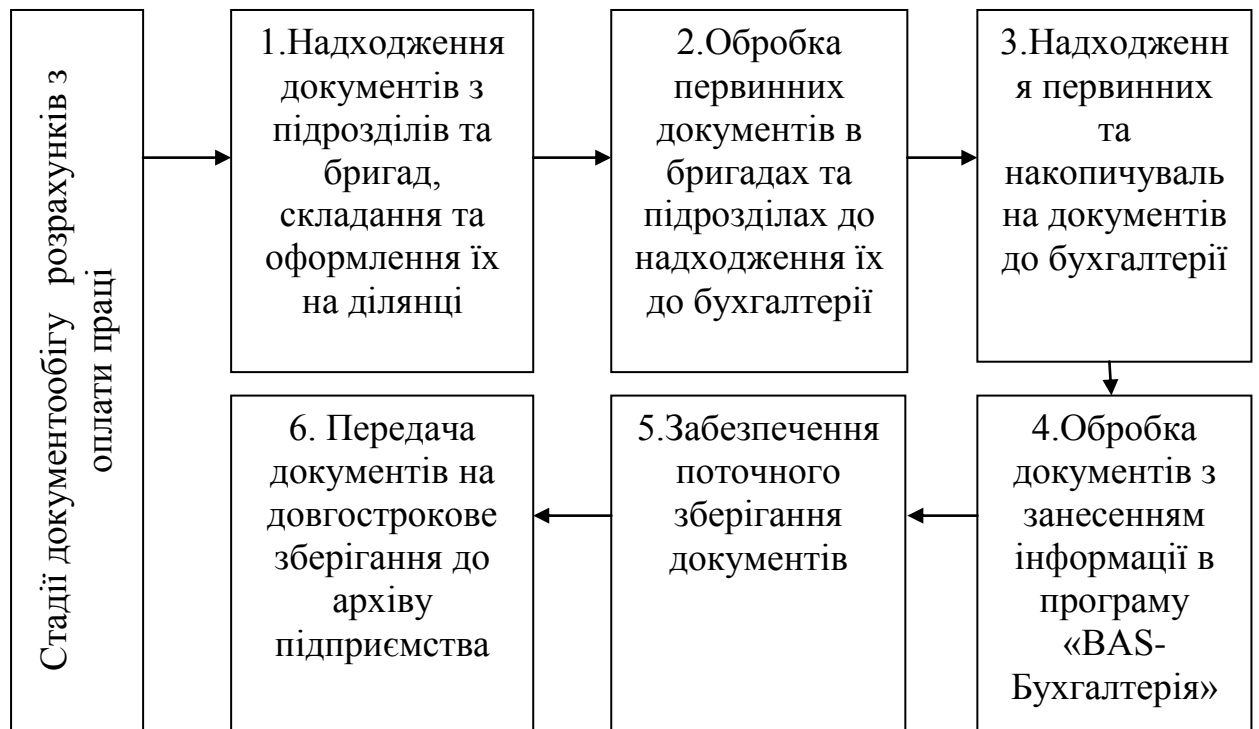 Стадії документообігу розрахунків з
оплати праці
1.Надходження
документів з
підрозділів та
бригад,
складання та
оформлення їх
на ділянці
2.Обробка
первинних
документів в
бригадах та
підрозділах до
надходження їх
до бухгалтерії
3.Надходженн
я первинних
та
накопичуваль
на документів
до бухгалтерії
4.Обробка
документів з
занесенням
інформації в
програму
«BAS-
Бухгалтерія»
5.Забезпечення
поточного
зберігання
документів
6. Передача
документів на
довгострокове
зберігання до
архіву
підприємства